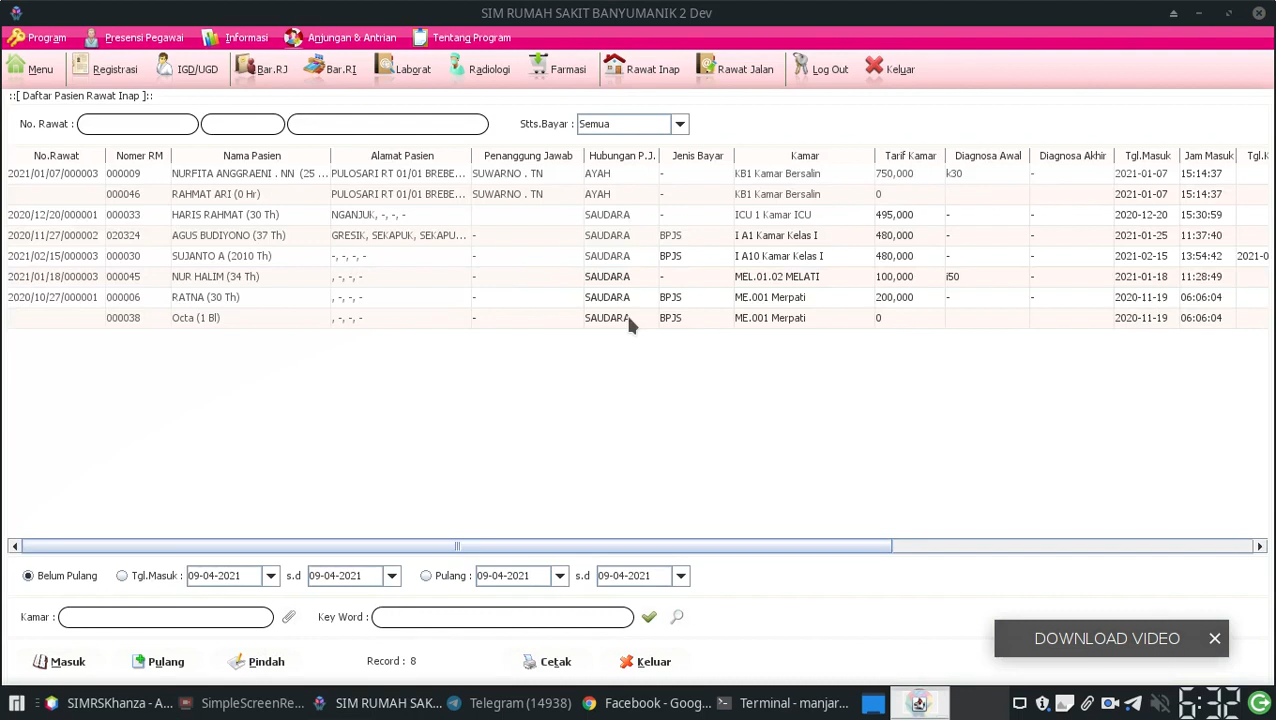 SIM RUMAH SAKIT BANYUMANIK 2 Dev
Program Presensi Pegawai Informasi Anjungan & Antrian Tentang Program
Menu Registrasi IGD/UGD Bar.RJ Bar.RI Laborat Radiologi Farmasi Rawat Inap Rawat Jalan Log Out Keluar
::[ Daftar Pasien Rawat Inap ]::
No. Rawat : Stts.Bayar : Semua
No.Rawat Nomer RM Nama Pasien Alamat Pasien Penanggung Jawab Hubungan P.J. Jenis Bayar Kamar Tarif Kamar Diagnosa Awal Diagnosa Akhir Tgl.Masuk Jam Masuk Tgl.K
2021/01/07/000003 000009 NURFITA ANGGRAENI . NN (25 ... PULOSARI RT 01/01 BREBE... SUWARNO . TN AYAH - KB1 Kamar Bersalin 750,000 k30 - 2021-01-07 15:14:37
000046 RAHMAT ARI (0 Hr) PULOSARI RT 01/01 BREBE... SUWARNO . TN AYAH - KB1 Kamar Bersalin 0 2021-01-07 15:14:37
2020/12/20/000001 000033 HARIS RAHMAT (30 Th) NGANJUK, -, -, - SAUDARA - ICU 1 Kamar ICU 495,000 - - 2020-12-20 15:30:59
2020/11/27/000002 020324 AGUS BUDIYONO (37 Th) GRESIK, SEKAPUK, SEKAPU... - SAUDARA BPJS I A1 Kamar Kelas I 480,000 - - 2021-01-25 11:37:40
2021/02/15/000003 000030 SUJANTO A (2010 Th) -, -, -, - - SAUDARA BPJS I A10 Kamar Kelas I 480,000 - - 2021-02-15 13:54:42 2021-0
2021/01/18/000003 000045 NUR HALIM (34 Th) , -, -, - - SAUDARA - MEL.01.02 MELATI 100,000 i50 - 2021-01-18 11:28:49
2020/10/27/000001 000006 RATNA (30 Th) , -, -, - - SAUDARA BPJS ME.001 Merpati 200,000 - - 2020-11-19 06:06:04
000038 Octa (1 Bl) , -, -, - - SAUDARA BPJS ME.001 Merpati 0 2020-11-19 06:06:04
Belum Pulang Tgl.Masuk : 09-04-2021 s.d 09-04-2021 Pulang : 09-04-2021 s.d 09-04-2021
Kamar : Key Word :
DOWNLOAD VIDEO
Masuk Pulang Pindah Record : 8 Cetak Keluar
SIMRSKhanza - A... SimpleScreenRe... SIM RUMAH SAK... Telegram (14938) Facebook - Goog... Terminal - manjar... 6:32